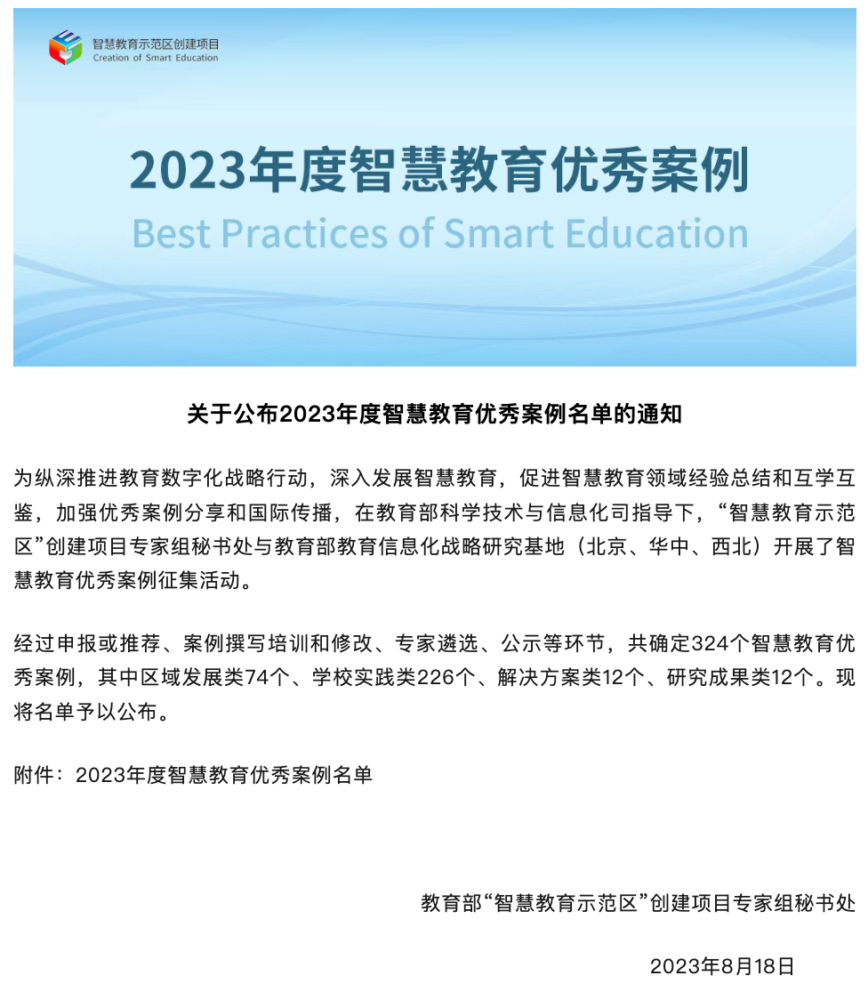 智慧教育示范区创建项目
Creation of Smart Education
2023年度智慧教育优秀案例
Best Practices of Smart Education
关于公布2023年度智慧教育优秀案例名单的通知
为纵深推进教育数字化战略行动，深入发展智慧教育，促进智慧教育领域经验总结和互学互
鉴，加强优秀案例分享和国际传播，在教育部科学技术与信息化司指导下，“智慧教育示范
区”创建项目专家组秘书处与教育部教育信息化战略研究基地（北京、华中、西北）开展了智
慧教育优秀案例征集活动。
经过申报或推荐、案例撰写培训和修改、专家遴选、公示等环节，共确定324个智慧教育优
秀案例，其中区域发展类74个、学校实践类226个、解决方案类12个、研究成果类12个。现
将名单予以公布。
附件：2023年度智慧教育优秀案例名单
教育部“智慧教育示范区”创建项目专家组秘书处
2023年8月18日